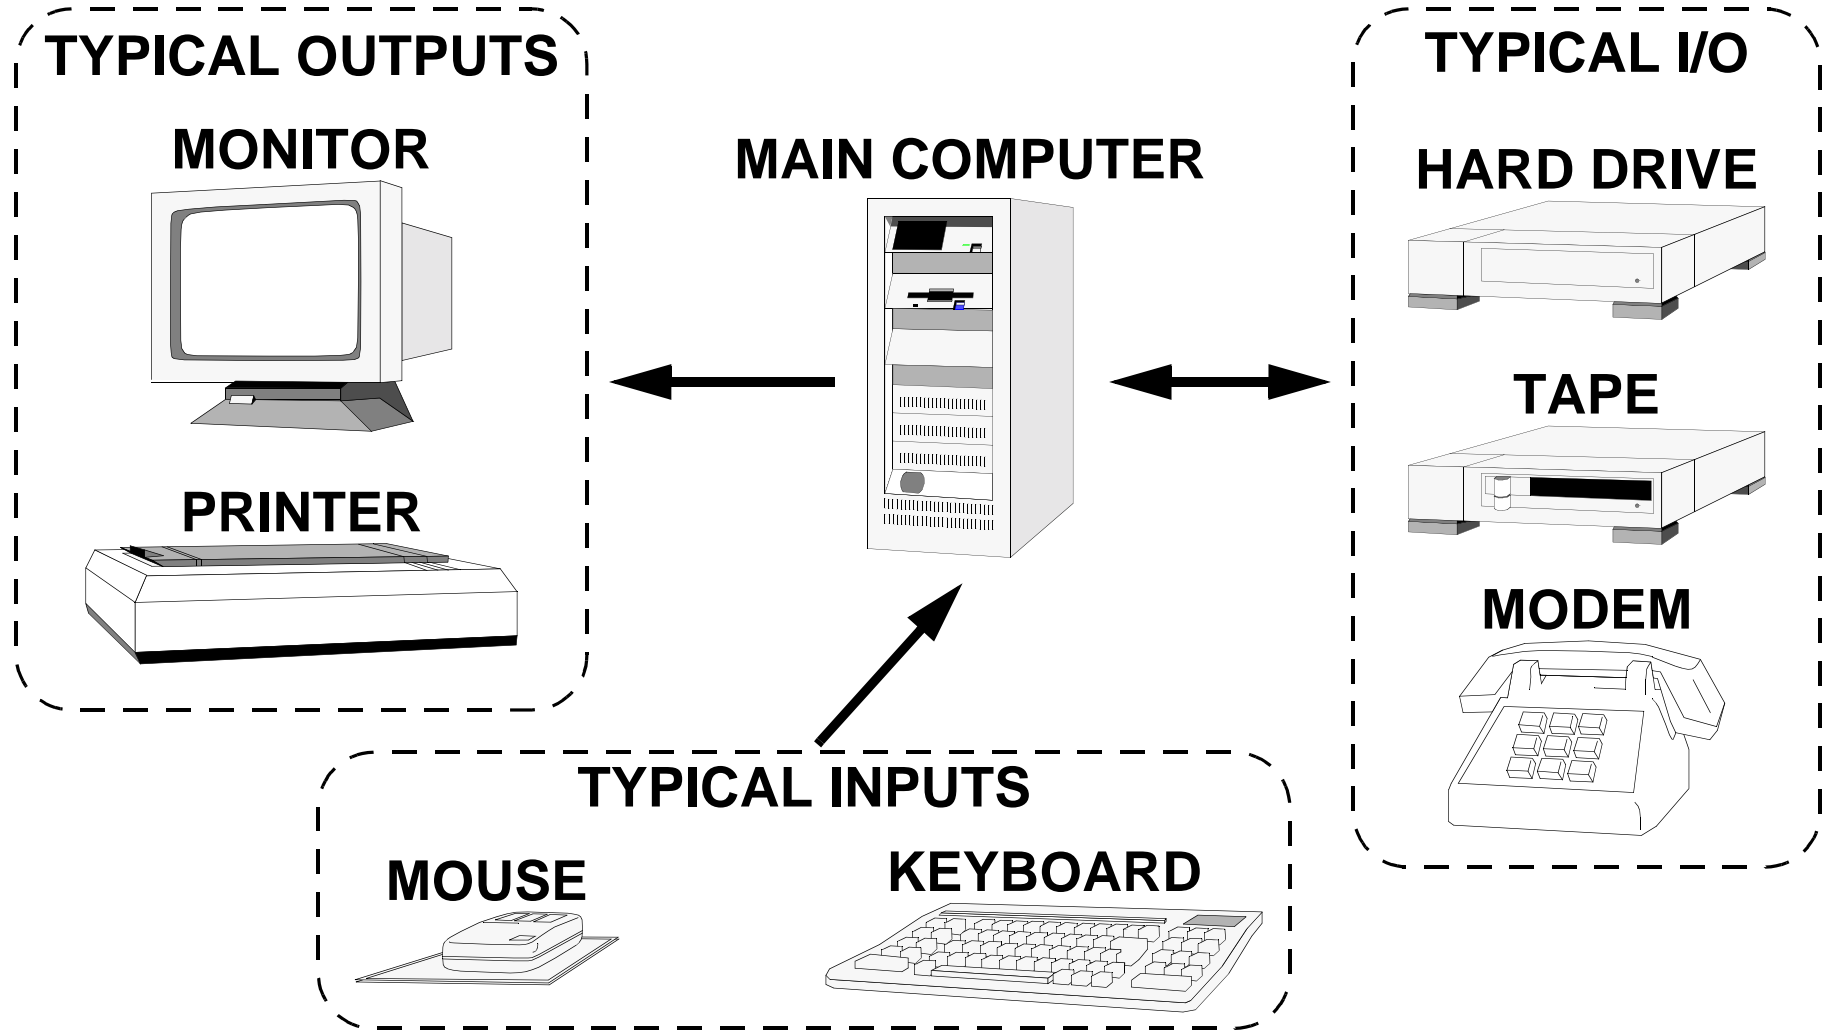 TYPICAL OUTPUTS
MONITOR
PRINTER
MAIN COMPUTER
TYPICAL I/O
HARD DRIVE
TAPE
MODEM
TYPICAL INPUTS
MOUSE
KEYBOARD